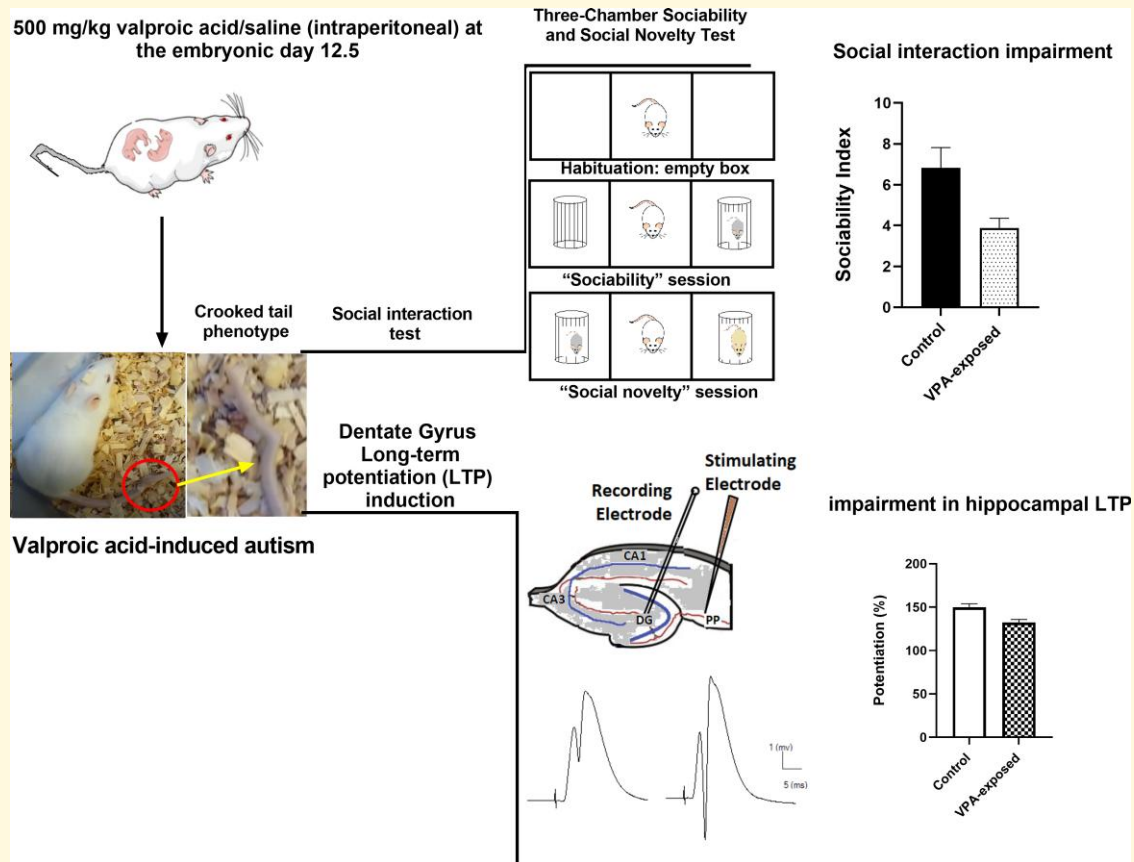 500 mg/kg valproic acid/saline (intraperitoneal) at
the embryonic day 12.5
Crooked tail
phenotype
Valproic acid-induced autism
Social interaction
test
Three-Chamber Sociability
and Social Novelty Test
Habituation: empty box
“Sociability” session
“Social novelty” session
Social interaction impairment
Sociability Index
10
8
6
4
2
0
Control
VPA-exposed
Dentate Gyrus
Long-term
potentiation (LTP)
induction
Recording
Electrode
Stimulating
Electrode
CA1
CA3
DG
PP
1 (mv)
5 (ms)
impairment in hippocampal LTP
Potentiation (%)
200
150
100
50
0
Control
VPA-exposed